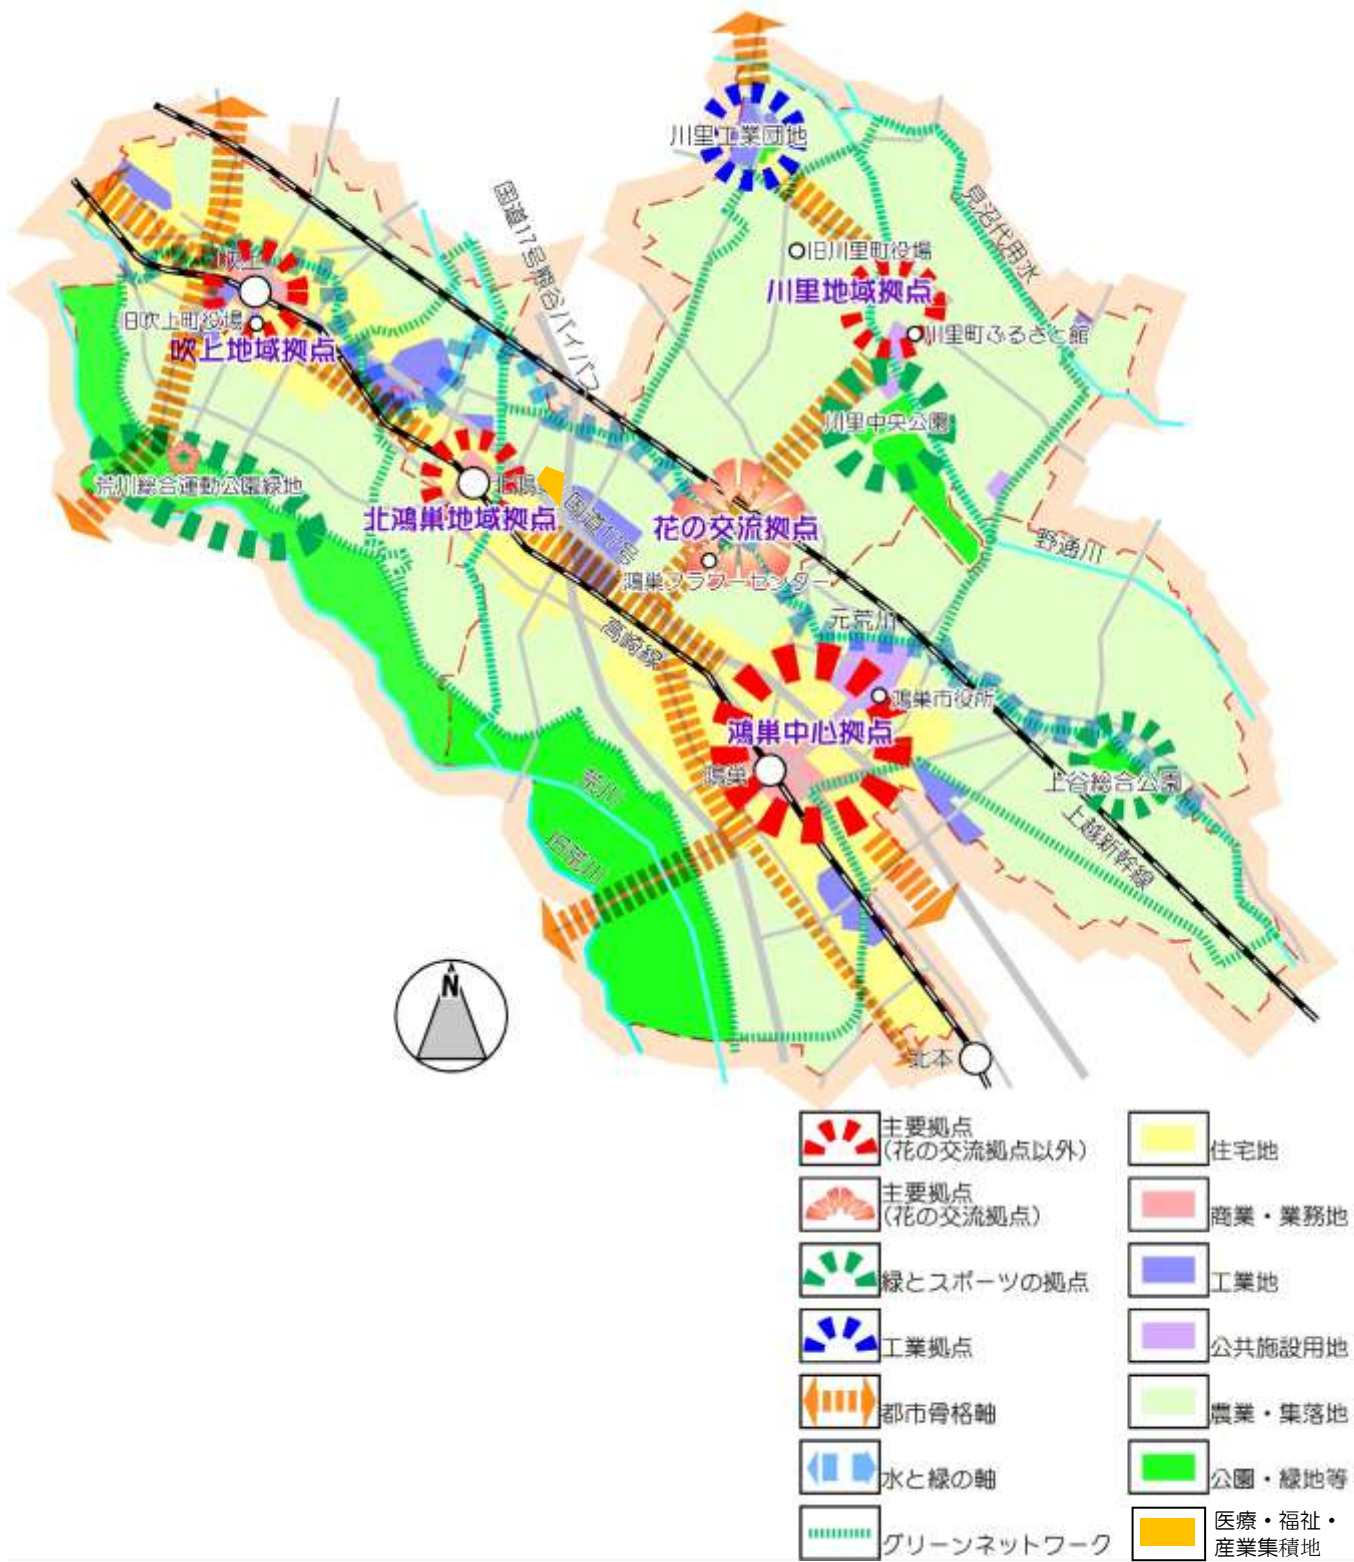 川里工業団地
見沼代用水
国道17号熊谷バイパス
旧川里町役場
川里地域拠点
吹上
旧吹上町役場
吹上地域拠点
川里町ふるさと館
川里中央公園
荒川総合運動公園緑地
北鴻巣
北鴻巣地域拠点
国道17号
花の交流拠点
鴻巣フラワーセンター
野通川
元荒川
高崎線
鴻巣市役所
鴻巣中心拠点
鴻巣
上谷総合公園
荒川
旧荒川
上越新幹線
N
北本
主要拠点
(花の交流拠点以外)
主要拠点
(花の交流拠点)
緑とスポーツの拠点
工業拠点
都市骨格軸
水と緑の軸
グリーンネットワーク
住宅地
商業・業務地
工業地
公共施設用地
農業・集落地
公園・緑地等
医療・福祉・
産業集積地